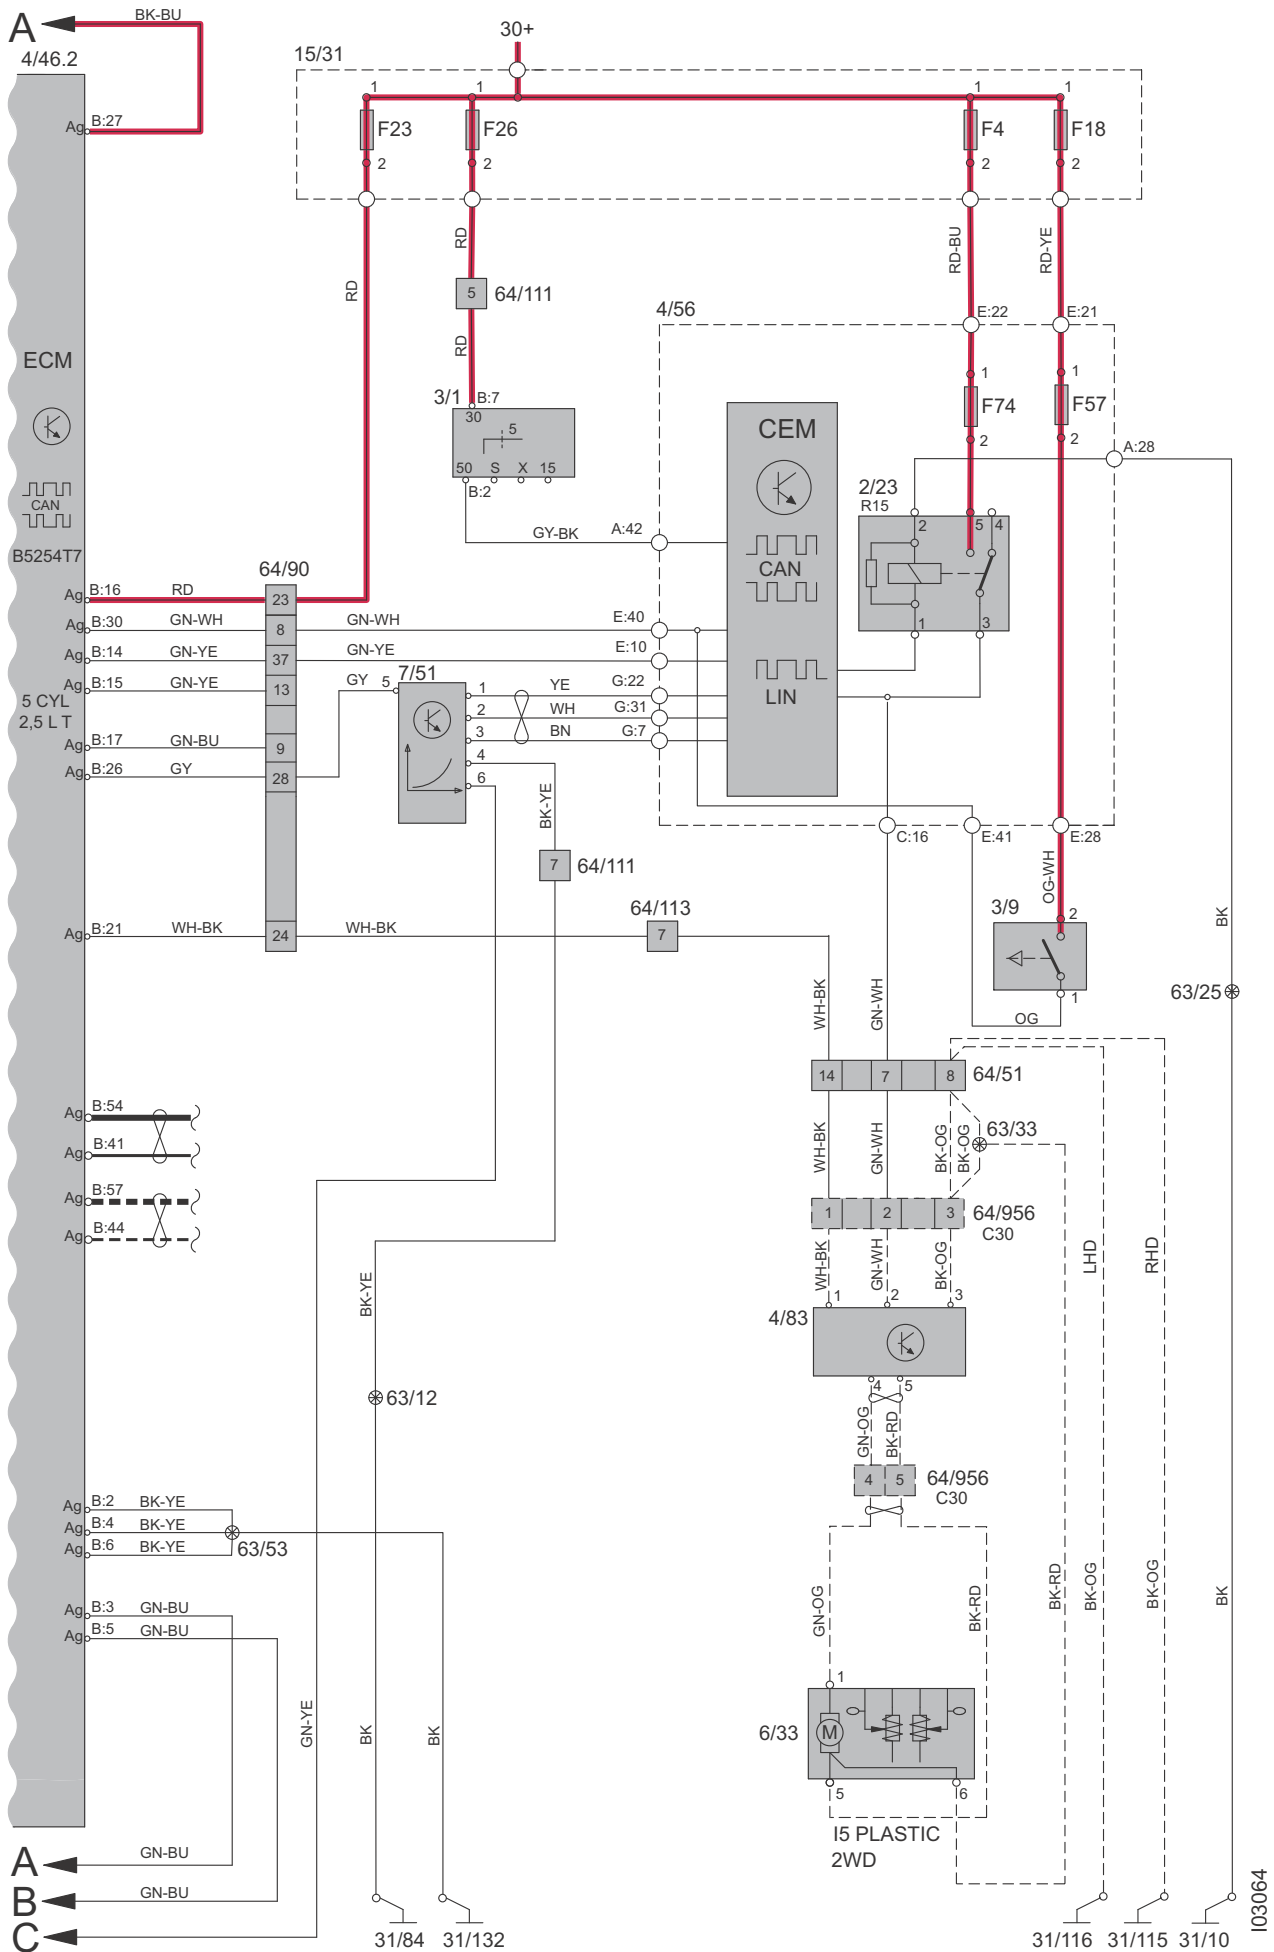 A
BK-BU
30+
4/46.2
15/31
Ag B:27
1 1 1 1
F23 F26 F4 F18
2 2 2 2
RD RD RD-BU RD-YE
5 64/111
RD
4/56
E:22 E:21
ECM
1 1
F74 F57
2 2
3/1 B:7
30
5
50 S X 15
B:2
CEM
A:28
CAN
B5254T7
2/23
R15
2 5 4
1 3
GY-BK A:42
CAN
LIN
64/90
Ag B:16 RD 23
Ag B:30 GN-WH 8 GN-WH E:40
Ag B:14 GN-YE 37 GN-YE E:10
Ag B:15 GN-YE 13
5 CYL
2,5 L T
GY 5 7/51
1 YE G:22
2 WH G:31
3 BN G:7
4
6
Ag B:17 GN-BU 9
Ag B:26 GY 28
BK-YE
7 64/111
C:16 E:41 E:28
OG-WH
3/9 2
1
OG
BK
63/25
Ag B:21 WH-BK 24 WH-BK
64/113
7
WH-BK GN-WH
14 7 8 64/51
Ag B:54
Ag B:41
Ag B:57
Ag B:44
WH-BK GN-WH BK-OG BK-OG
63/33
1 2 3 64/956
C30
WH-BK GN-WH BK-OG
LHD RHD
1 2 3
4/83
4 5
BK-YE
63/12
GN-OG BK-RD
4 5 64/956
C30
Ag B:2 BK-YE
Ag B:4 BK-YE
Ag B:6 BK-YE
63/53
Ag B:3 GN-BU
Ag B:5 GN-BU
GN-OG BK-RD BK-RD BK-OG BK-OG BK
GN-YE BK BK
1
6/33
M
5 6
I5 PLASTIC
2WD
A GN-BU
B GN-BU
C
31/84 31/132 31/116 31/115 31/10
I03064